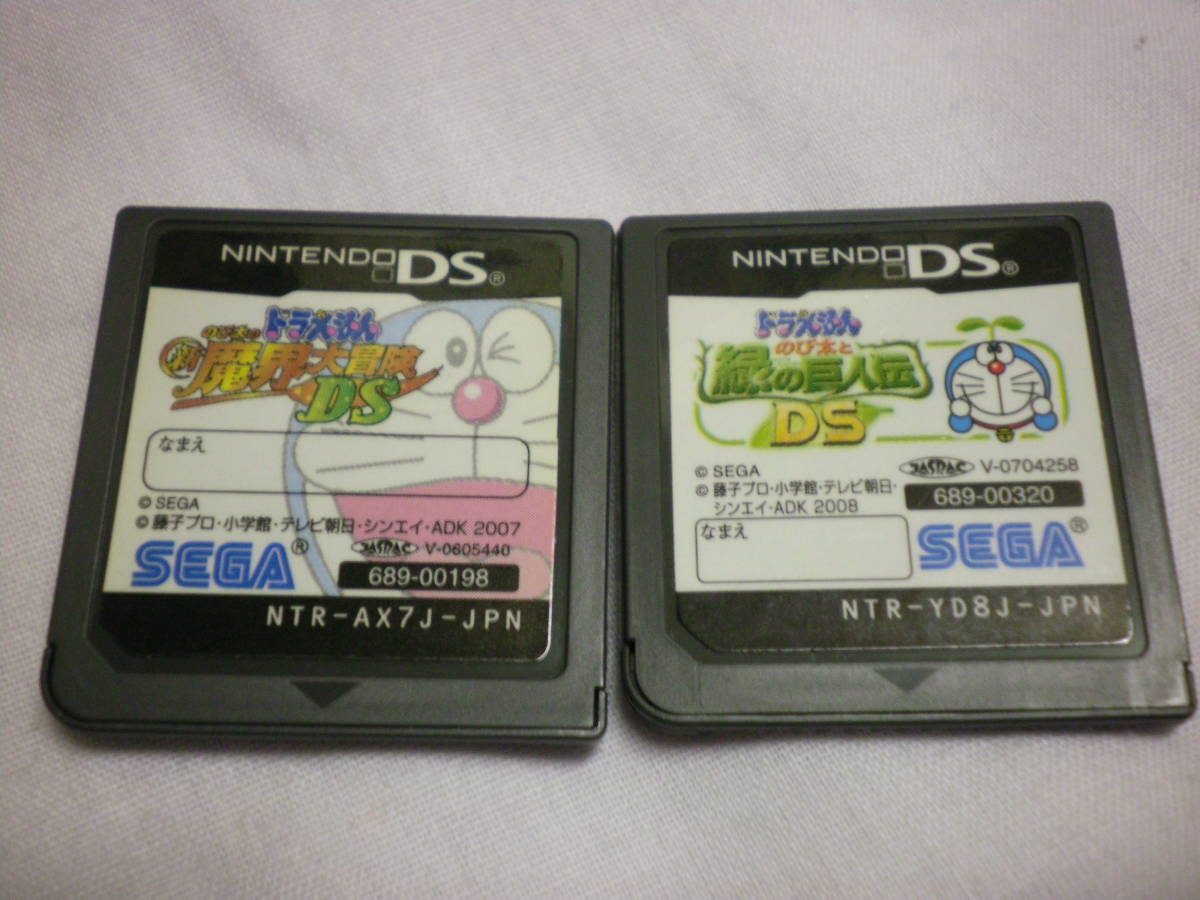 NINTENDO DS®
ドラえもん
のび太の
新魔界大冒険
DS
なまえ
© SEGA
© 藤子プロ・小学館・テレビ朝日・シンエイ・ADK 2007
JASRAC V-0605440
SEGA®
689-00198
NTR-AX7J-JPN
NINTENDO DS®
ドラえもん
のび太と
緑の巨人伝
DS
© SEGA
JASRAC V-0704258
© 藤子プロ・小学館・テレビ朝日・
シンエイ・ADK 2008
689-00320
なまえ
SEGA®
NTR-YD8J-JPN